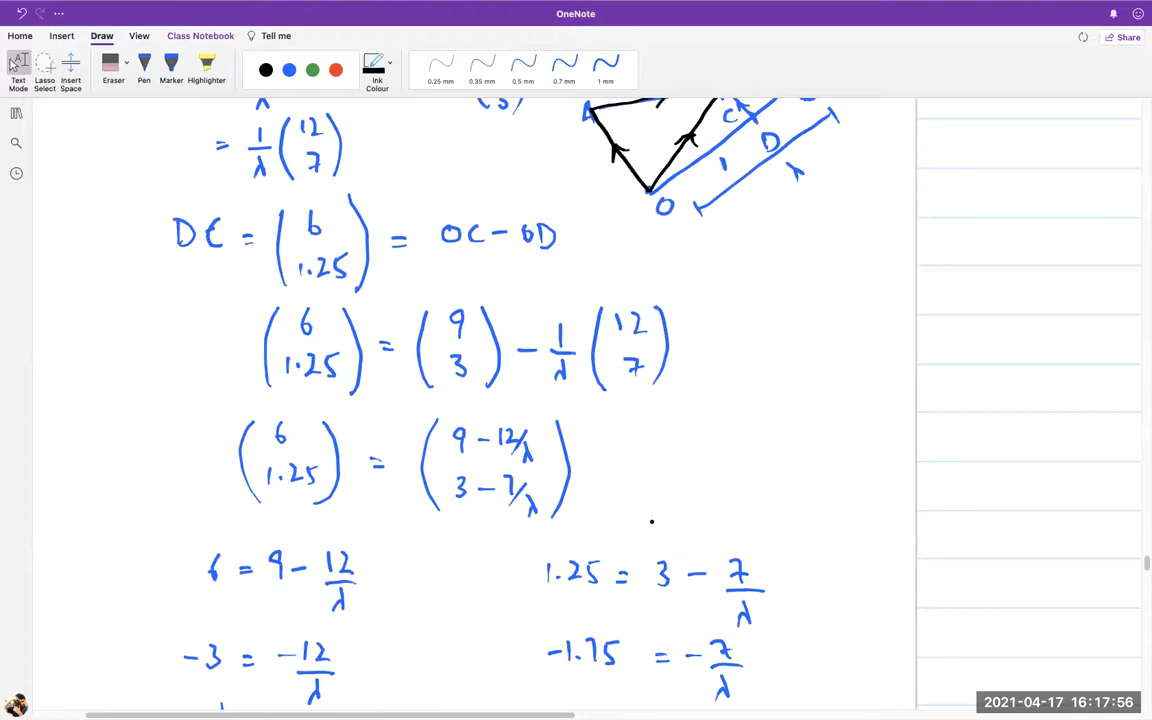 OneNote
Home Insert Draw View Class Notebook Tell me
Share
Text Mode
Lasso Select
Insert Space
Eraser
Pen
Marker
Highlighter
Ink Colour
0.25 mm 0.35 mm 0.5 mm 0.7 mm 1 mm
λ
= 1/λ (12 7)
A
C
D
1
λ
O
DC = (6 1.25) = OC - OD
(6 1.25) = (9 3) - 1/λ (12 7)
(6 1.25) = (9 - 12/λ 3 - 7/λ)
6 = 9 - 12/λ
1.25 = 3 - 7/λ
-3 = -12/λ
-1.75 = -7/λ
2021-04-17 16:17:56